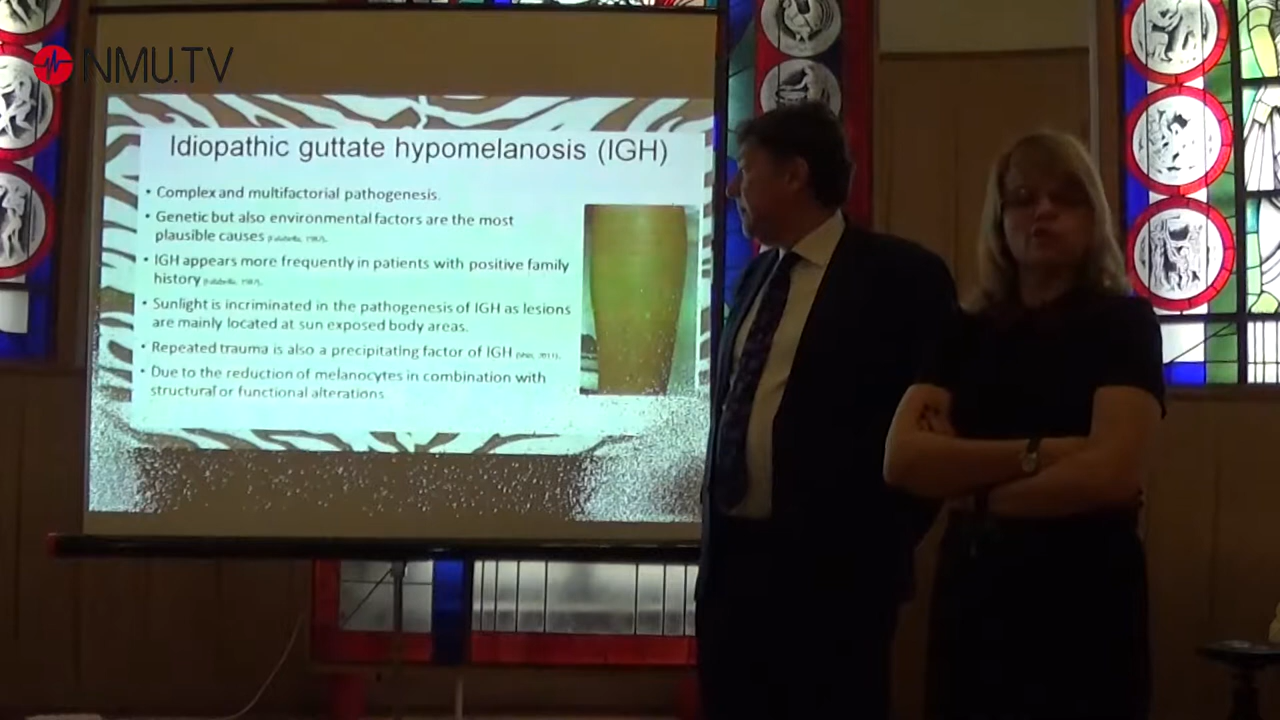 NMU.TV
Idiopathic guttate hypomelanosis (IGH)
• Complex and multifactorial pathogenesis.
• Genetic but also environmental factors are the most
plausible causes
• IGH appears more frequently in patients with positive family
history
• Sunlight is incriminated in the pathogenesis of IGH as lesions
are mainly located at sun exposed body areas.
• Repeated trauma is also a precipitating factor of IGH
• Due to the reduction of melanocytes in combination with
structural or functional alterations